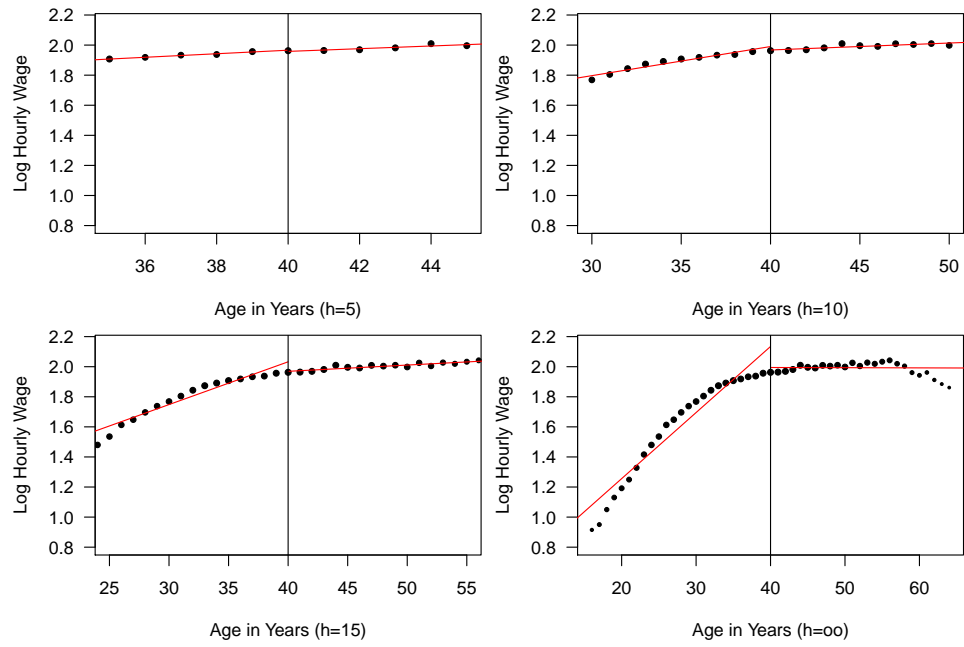 2.2
2.0
1.8
1.6
1.4
1.2
1.0
0.8
Log Hourly Wage
36 38 40 42 44
Age in Years (h=5)
2.2
2.0
1.8
1.6
1.4
1.2
1.0
0.8
Log Hourly Wage
30 35 40 45 50
Age in Years (h=10)
2.2
2.0
1.8
1.6
1.4
1.2
1.0
0.8
Log Hourly Wage
25 30 35 40 45 50 55
Age in Years (h=15)
2.2
2.0
1.8
1.6
1.4
1.2
1.0
0.8
Log Hourly Wage
20 30 40 50 60
Age in Years (h=oo)